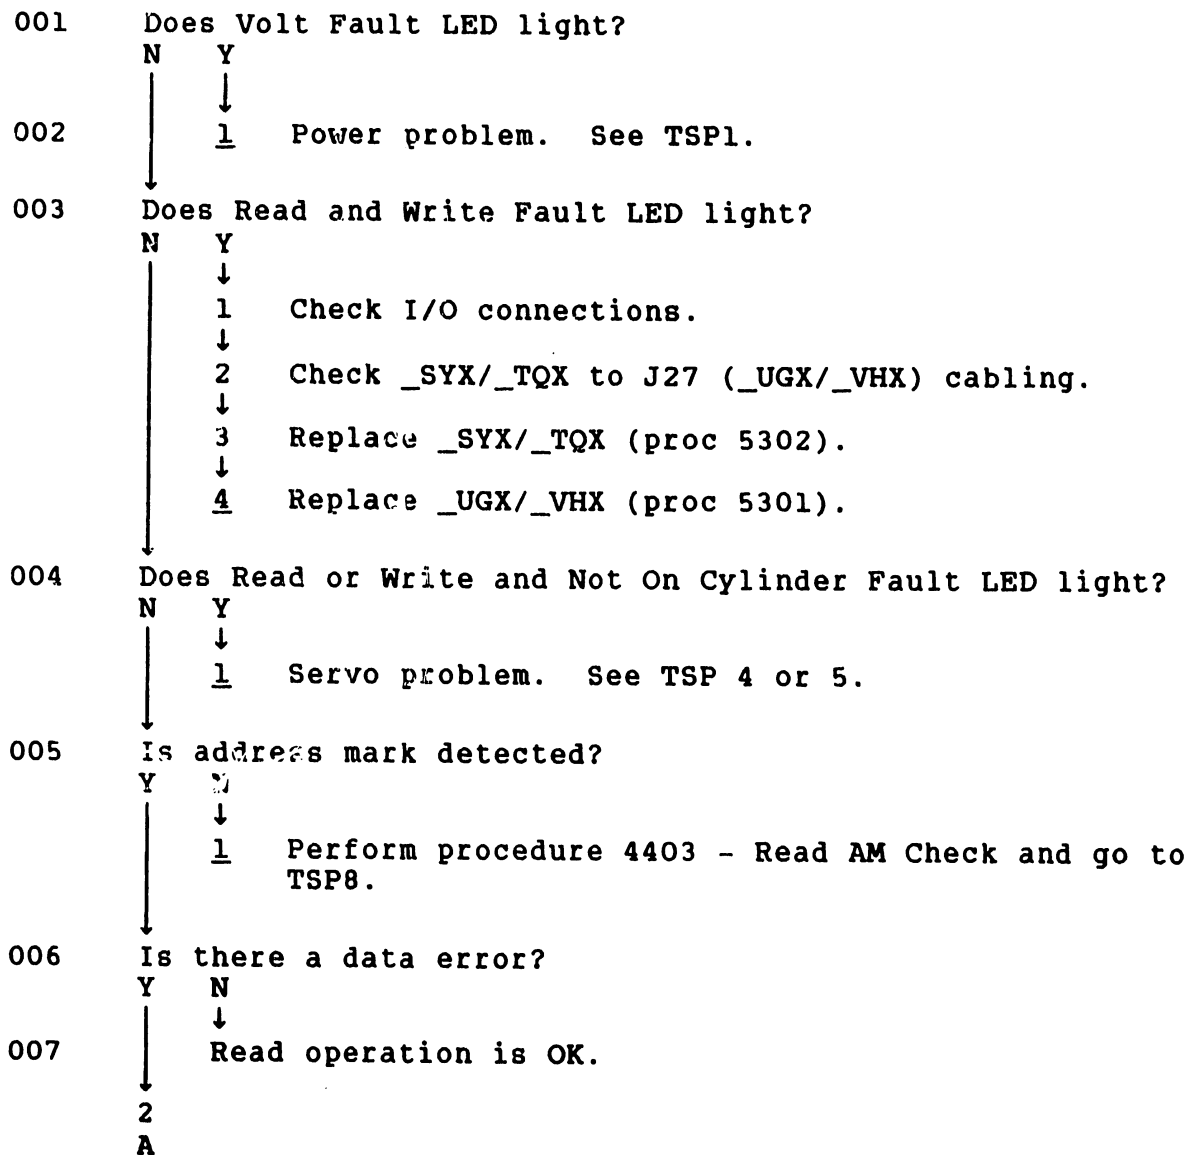 001 Does Volt Fault LED light?
N Y
002 1 Power problem. See TSP1.
003 Does Read and Write Fault LED light?
N Y
1 Check I/O connections.
2 Check _SYX/_TQX to J27 (_UGX/_VHX) cabling.
3 Replace _SYX/_TQX (proc 5302).
4 Replace _UGX/_VHX (proc 5301).
004 Does Read or Write and Not On Cylinder Fault LED light?
N Y
1 Servo problem. See TSP 4 or 5.
005 Is address mark detected?
Y N
1 Perform procedure 4403 - Read AM Check and go to
TSP8.
006 Is there a data error?
Y N
007 Read operation is OK.
2
A